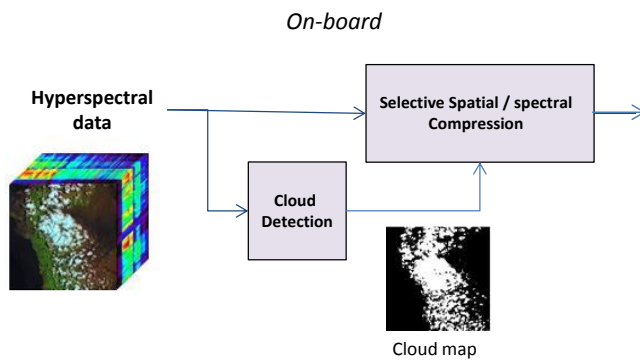 On-board
Hyperspectral
data
Selective Spatial / spectral
Compression
Cloud
Detection
Cloud map